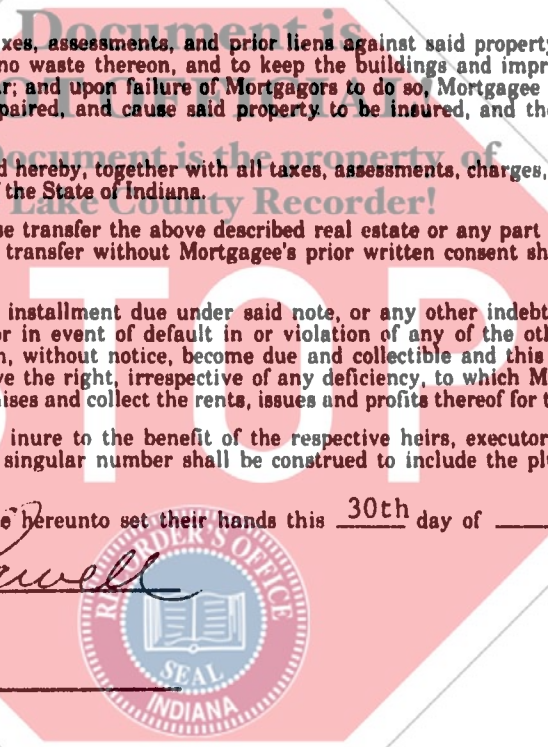 Document is
xes, assessments, and prior liens against said property
no waste thereon, and to keep the buildings and impr
r; and upon failure of Mortgagors to do so, Mortgagee
paired, and cause said property to be insured, and the
Document is the property of
d hereby, together with all taxes, assessments, charges,
f the State of Indiana.
Lake County Recorder!
se transfer the above described real estate or any part
transfer without Mortgagee's prior written consent sh
STOP
installment due under said note, or any other indebt
or in event of default in or violation of any of the oth
n, without notice, become due and collectible and this
ve the right, irrespective of any deficiency, to which M
ises and collect the rents, issues and profits thereof for t
inure to the benefit of the respective heirs, executor
singular number shall be construed to include the pl
e hereunto set their hands this 30th day of
RECORDER'S OFFICE
SEAL
INDIANA